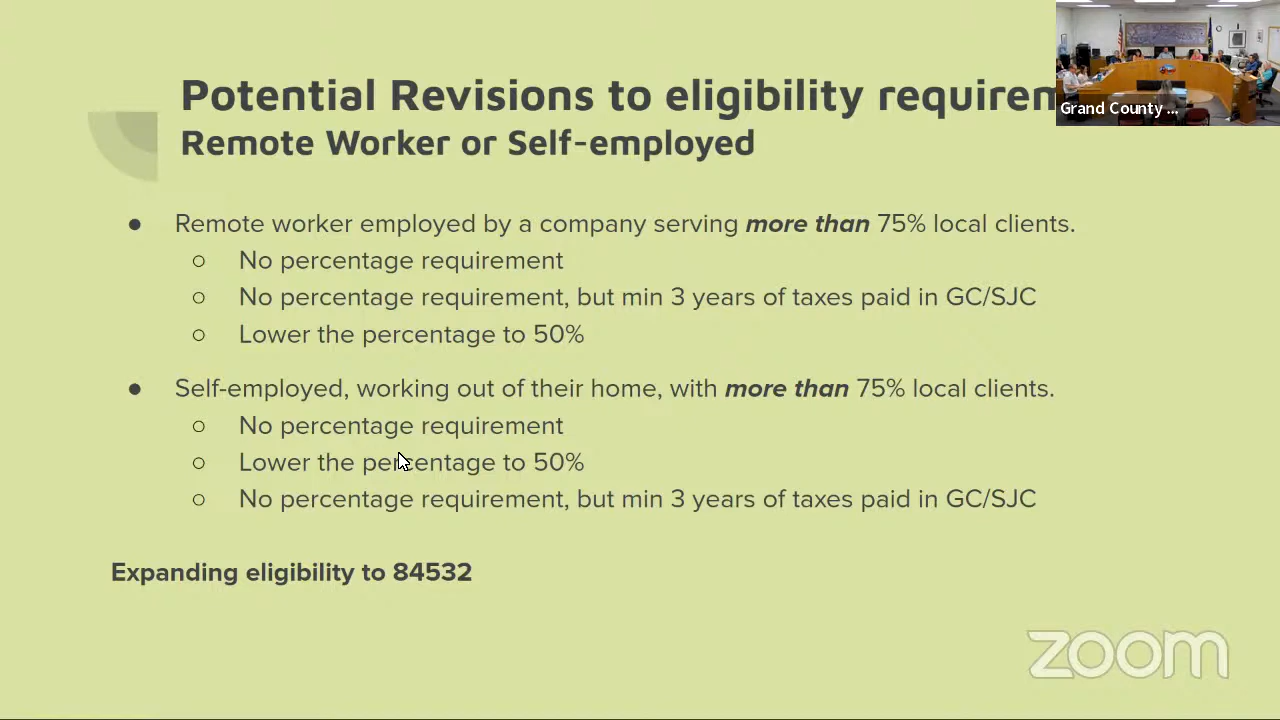 Potential Revisions to eligibility requirem
Remote Worker or Self-employed
Grand County ...
● Remote worker employed by a company serving more than 75% local clients.
○ No percentage requirement
○ No percentage requirement, but min 3 years of taxes paid in GC/SJC
○ Lower the percentage to 50%
● Self-employed, working out of their home, with more than 75% local clients.
○ No percentage requirement
○ Lower the percentage to 50%
○ No percentage requirement, but min 3 years of taxes paid in GC/SJC
Expanding eligibility to 84532
zoom